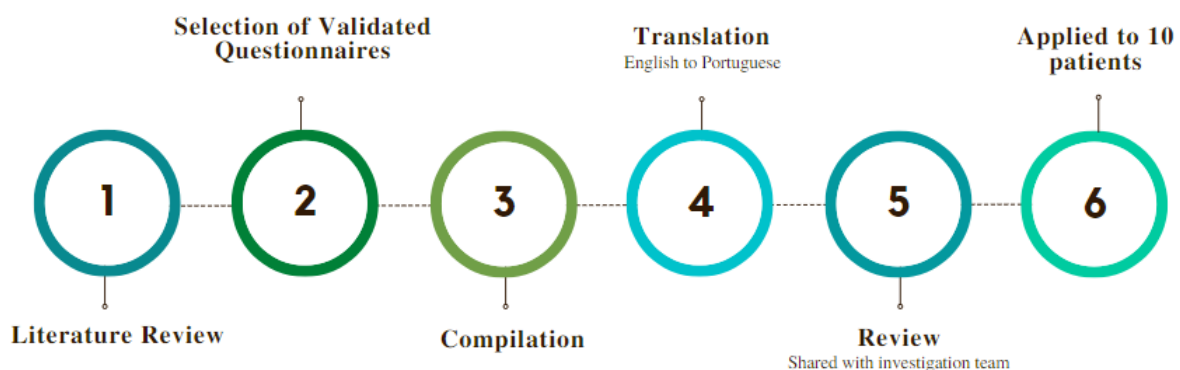 Selection of Validated
Questionnaires
Translation
English to Portuguese
Applied to 10
patients
1
2
3
4
5
6
Literature Review
Compilation
Review
Shared with investigation team